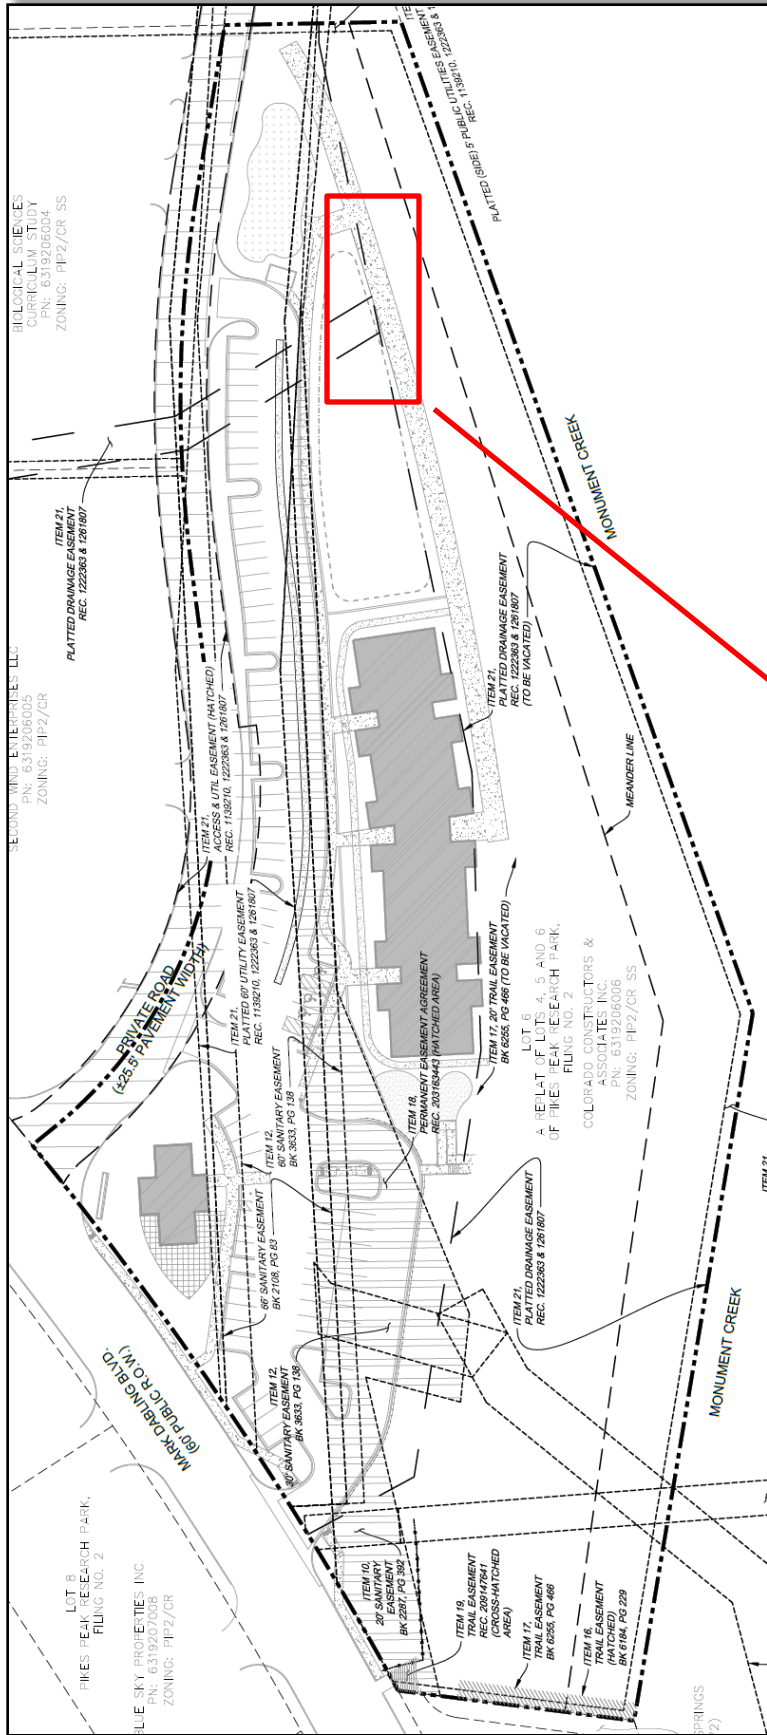 PLATTED (SIDE) 5' PUBLIC UTILITIES EASEMENT
REC. 1139210, 1222363 & 1
BIOLOGICAL SCIENCES
CURRICULUM STUDY
PN: 6319206004
ZONING: PIP2/CR SS
ITEM 21,
PLATTED DRAINAGE EASEMENT
REC. 1222363 & 1261807
MONUMENT CREEK
SECOND WIND ENTERPRISES LLC
PN: 6319206005
ZONING: PIP2/CR
ITEM 21,
ACCESS & UTIL EASEMENT (HATCHED)
REC. 1139210, 1222363 & 1261807
ITEM 21,
PLATTED DRAINAGE EASEMENT
REC. 1222363 & 1261807
(TO BE VACATED)
MEANDER LINE
PRIVATE ROAD
(±25.5' PAVEMENT WIDTH)
ITEM 21,
PLATTED 60' UTILITY EASEMENT
REC. 1139210, 1222363 & 1261807
ITEM 12,
60' SANITARY EASEMENT
BK 3633, PG 138
ITEM 18,
PERMANENT EASEMENT AGREEMENT
REC. 203163443 (HATCHED AREA)
ITEM 17, 20' TRAIL EASEMENT
BK 6255, PG 466 (TO BE VACATED)
LOT 6
A REPLAT OF LOTS 4, 5 AND 6
OF PIKES PEAK RESEARCH PARK,
FILING NO. 2
COLORADO CONSTRUCTORS &
ASSOCIATES INC.
PN: 6319206006
ZONING: PIP2/CR SS
66' SANITARY EASEMENT
BK 2108, PG 83
ITEM 21,
PLATTED DRAINAGE EASEMENT
REC. 1222363 & 1261807
ITEM 21,
MARK DABLING BLVD.
(60' PUBLIC R.O.W.)
ITEM 12,
30' SANITARY EASEMENT
BK 3633, PG 138
MONUMENT CREEK
LOT 8
PIKES PEAK RESEARCH PARK,
FILING NO. 2
BLUE SKY PROPERTIES INC
PN: 6319207008
ZONING: PIP2/CR
ITEM 10,
20' SANITARY
EASEMENT
BK 2287, PG 392
ITEM 19,
TRAIL EASEMENT
REC. 209147641
(CROSS-HATCHED
AREA)
ITEM 17,
TRAIL EASEMENT
BK 6255, PG 466
ITEM 16,
TRAIL EASEMENT
(HATCHED)
BK 6184, PG 229
SPRINGS